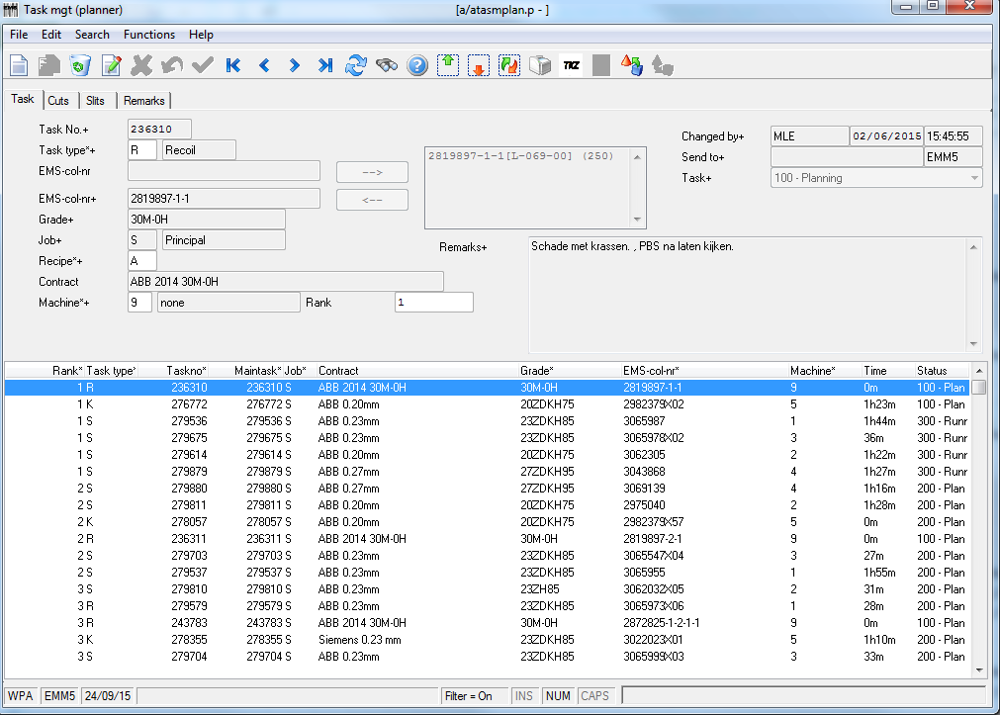 Task mgt (planner) [a/atasmplan.p - ]
File Edit Search Functions Help
TKZ
Task Cuts Slits Remarks
Task No.+ 236310
Task type*+ R Recoil
EMS-col-nr -->
EMS-col-nr+ 2819897-1-1 <--
Grade+ 30M-0H
Job+ S Principal
Recipe*+ A
Contract ABB 2014 30M-0H
Machine*+ 9 none Rank 1
2819897-1-1[L-069-00] (250)
Changed by+ MLE 02/06/2015 15:45:55
Send to+ EMM5
Task+ 100 - Planning
Remarks+ Schade met krassen. , PBS na laten kijken.
Rank* Task type* Taskno* Maintask* Job* Contract Grade* EMS-col-nr* Machine* Time Status
1 R 236310 236310 S ABB 2014 30M-0H 30M-0H 2819897-1-1 9 0m 100 - Plan
1 K 276772 276772 S ABB 0.20mm 20ZDKH75 2982379X02 5 1h23m 100 - Plan
1 S 279536 279536 S ABB 0.23mm 23ZDKH85 3065987 1 1h44m 300 - Runr
1 S 279675 279675 S ABB 0.23mm 23ZDKH85 3065978X02 3 36m 300 - Runr
1 S 279614 279614 S ABB 0.20mm 20ZDKH75 3062305 2 1h22m 300 - Runr
1 S 279879 279879 S ABB 0.27mm 27ZDKH95 3043868 4 1h27m 300 - Runr
2 S 279880 279880 S ABB 0.27mm 27ZDKH95 3069139 4 1h16m 200 - Plan
2 S 279811 279811 S ABB 0.20mm 20ZDKH75 2975040 2 1h28m 200 - Plan
2 K 278057 278057 S ABB 0.20mm 20ZDKH75 2982379X57 5 0m 200 - Plan
2 R 236311 236311 S ABB 2014 30M-0H 30M-0H 2819897-2-1 9 0m 100 - Plan
2 S 279703 279703 S ABB 0.23mm 23ZDKH85 3065547X04 3 27m 200 - Plan
2 S 279537 279537 S ABB 0.23mm 23ZDKH85 3065955 1 1h55m 200 - Plan
3 S 279810 279810 S ABB 0.23mm 23ZH85 3062032X05 2 31m 200 - Plan
3 R 279579 279579 S ABB 0.23mm 23ZDKH85 3065973X06 1 28m 200 - Plan
3 R 243783 243783 S ABB 2014 30M-0H 30M-0H 2872825-1-2-1-1 9 0m 100 - Plan
3 K 278355 278355 S Siemens 0.23 mm 23ZDKH85 3022023X01 5 1h10m 200 - Plan
3 S 279704 279704 S ABB 0.23mm 23ZDKH85 3065999X03 3 33m 200 - Plan
WPA EMM5 24/09/15 Filter = On INS NUM CAPS